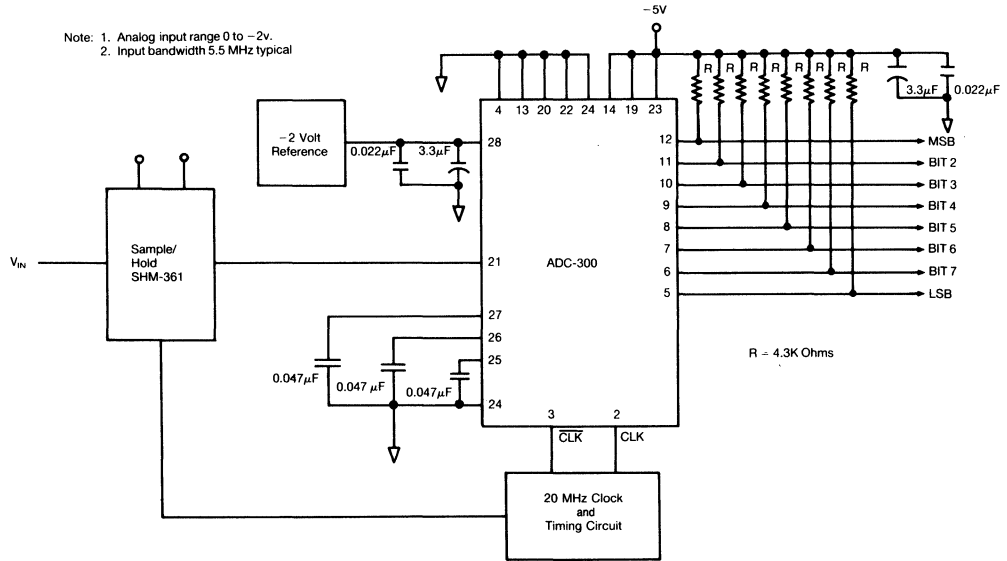 Note: 1. Analog input range 0 to −2v.
2. Input bandwidth 5.5 MHz typical
−5V
R R R R R R R R
3.3µF 0.022µF
4 13 20 22 24 14 19 23
−2 Volt
Reference
0.022µF 3.3µF
28
12 MSB
11 BIT 2
10 BIT 3
9 BIT 4
8 BIT 5
7 BIT 6
6 BIT 7
5 LSB
Sample/
Hold
SHM-361
VIN
21
ADC-300
27
26
25
24
0.047µF 0.047 µF 0.047µF
R = 4.3K Ohms
3 2
C̅L̅K̅ CLK
20 MHz Clock
and
Timing Circuit